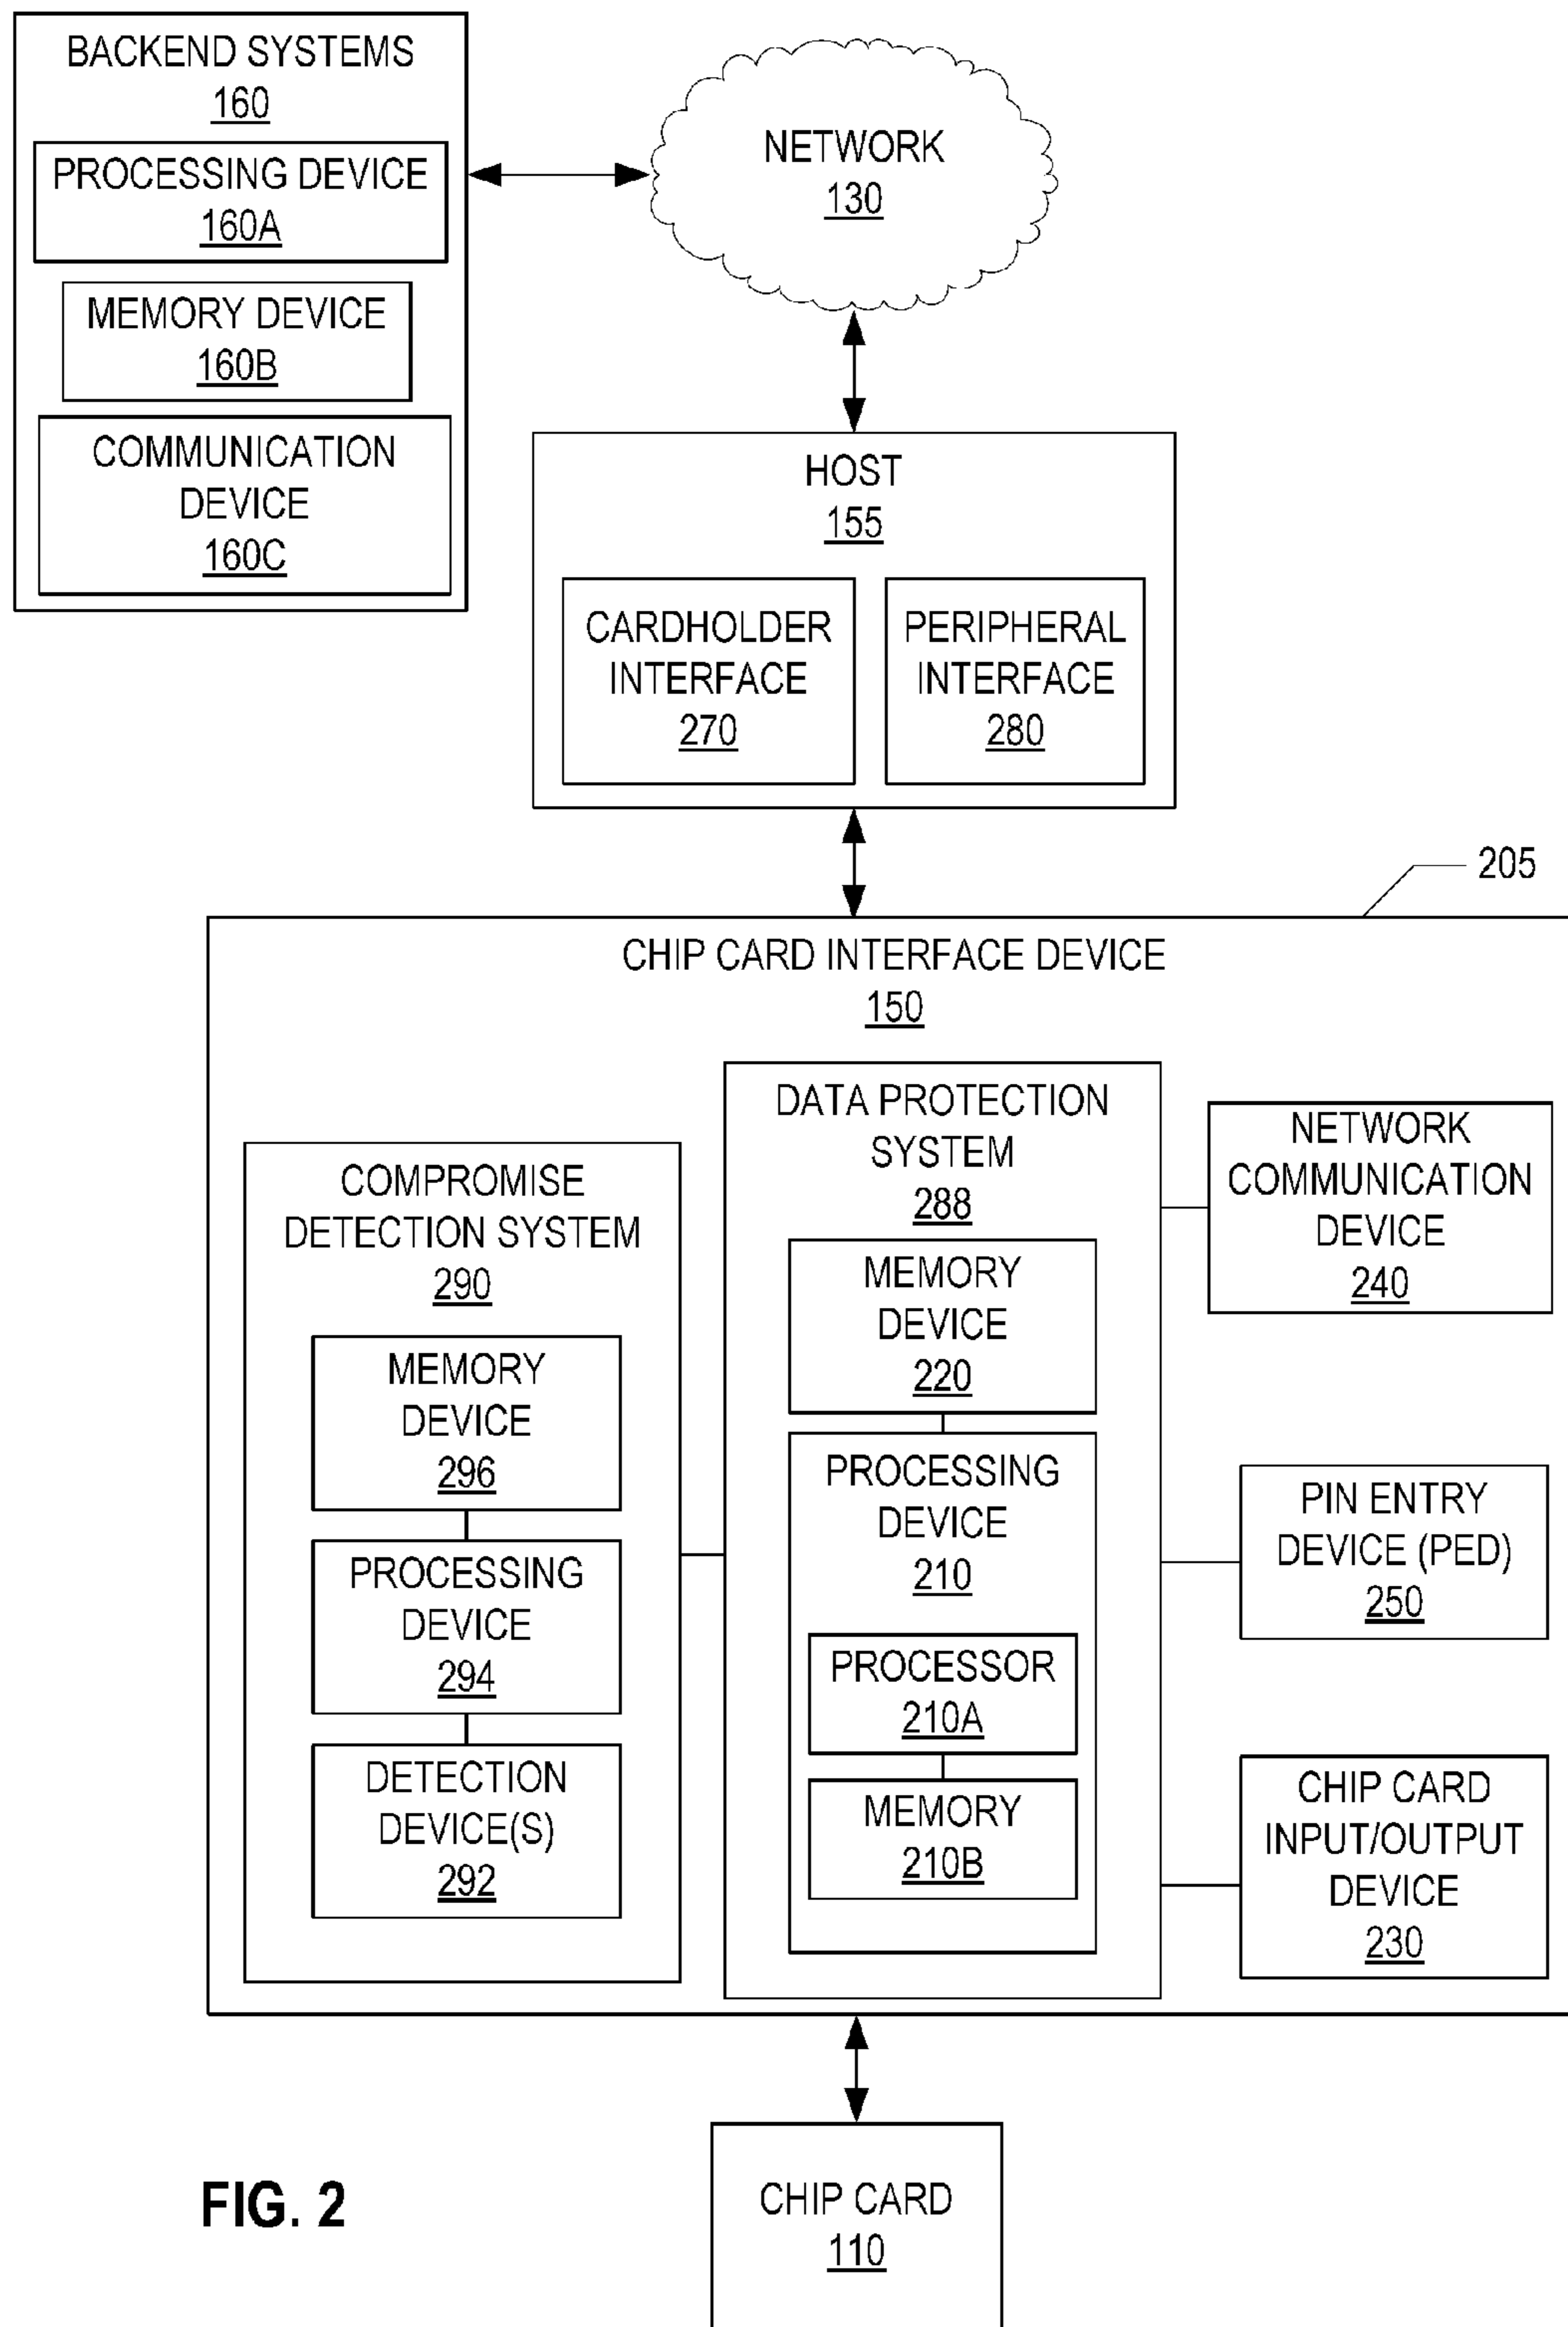 BACKEND SYSTEMS
160
PROCESSING DEVICE
160A
MEMORY DEVICE
160B
COMMUNICATION
DEVICE
160C
NETWORK
130
HOST
155
CARDHOLDER
INTERFACE
270
PERIPHERAL
INTERFACE
280
205
CHIP CARD INTERFACE DEVICE
150
COMPROMISE
DETECTION SYSTEM
290
MEMORY
DEVICE
296
PROCESSING
DEVICE
294
DETECTION
DEVICE(S)
292
DATA PROTECTION
SYSTEM
288
MEMORY
DEVICE
220
PROCESSING
DEVICE
210
PROCESSOR
210A
MEMORY
210B
NETWORK
COMMUNICATION
DEVICE
240
PIN ENTRY
DEVICE (PED)
250
CHIP CARD
INPUT/OUTPUT
DEVICE
230
CHIP CARD
110
FIG. 2